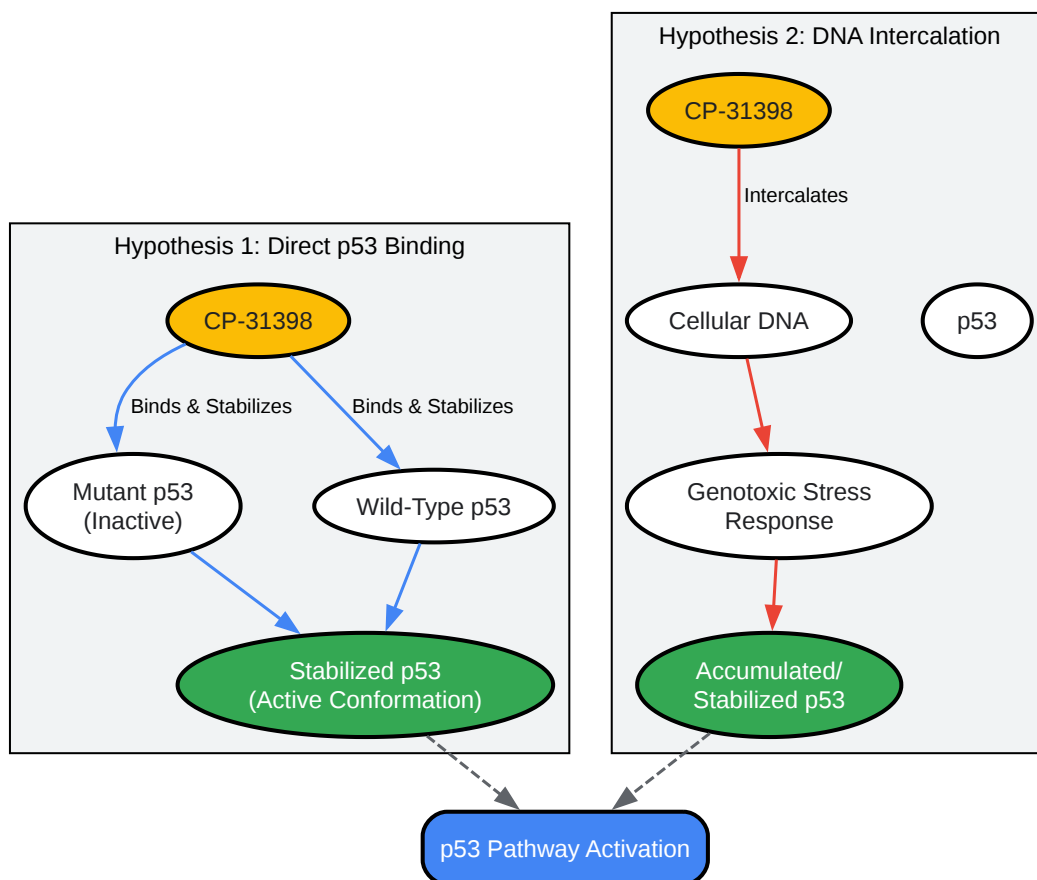 Hypothesis 2: DNA Intercalation
CP-31398
Intercalates
Cellular DNA
p53
Genotoxic Stress
Response
Accumulated/
Stabilized p53
Hypothesis 1: Direct p53 Binding
CP-31398
Binds & Stabilizes
Binds & Stabilizes
Mutant p53
(Inactive)
Wild-Type p53
Stabilized p53
(Active Conformation)
p53 Pathway Activation